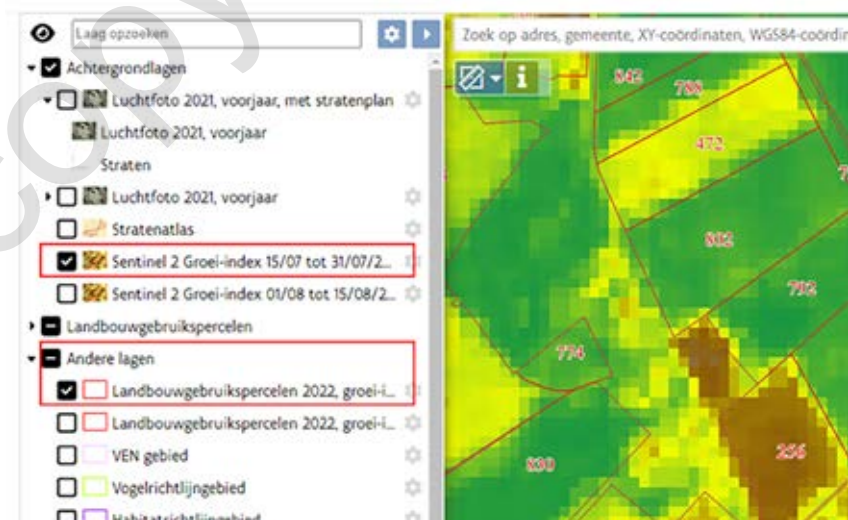 Laag opzoeken
Zoek op adres, gemeente, XY-coördinaten, WGS84-coördin
Achtergrondlagen
Luchtfoto 2021, voorjaar, met stratenplan
Luchtfoto 2021, voorjaar
Straten
Luchtfoto 2021, voorjaar
Stratenatlas
Sentinel 2 Groei-index 15/07 tot 31/07/2...
Sentinel 2 Groei-index 01/08 tot 15/08/2...
Landbouwgebruikspercelen
Andere lagen
Landbouwgebruikspercelen 2022, groei-i...
Landbouwgebruikspercelen 2022, groei-i...
VEN gebied
Vogelrichtlijngebied
Habitatrichtlijngebied
i
842
788
472
802
792
774
830
256
copy